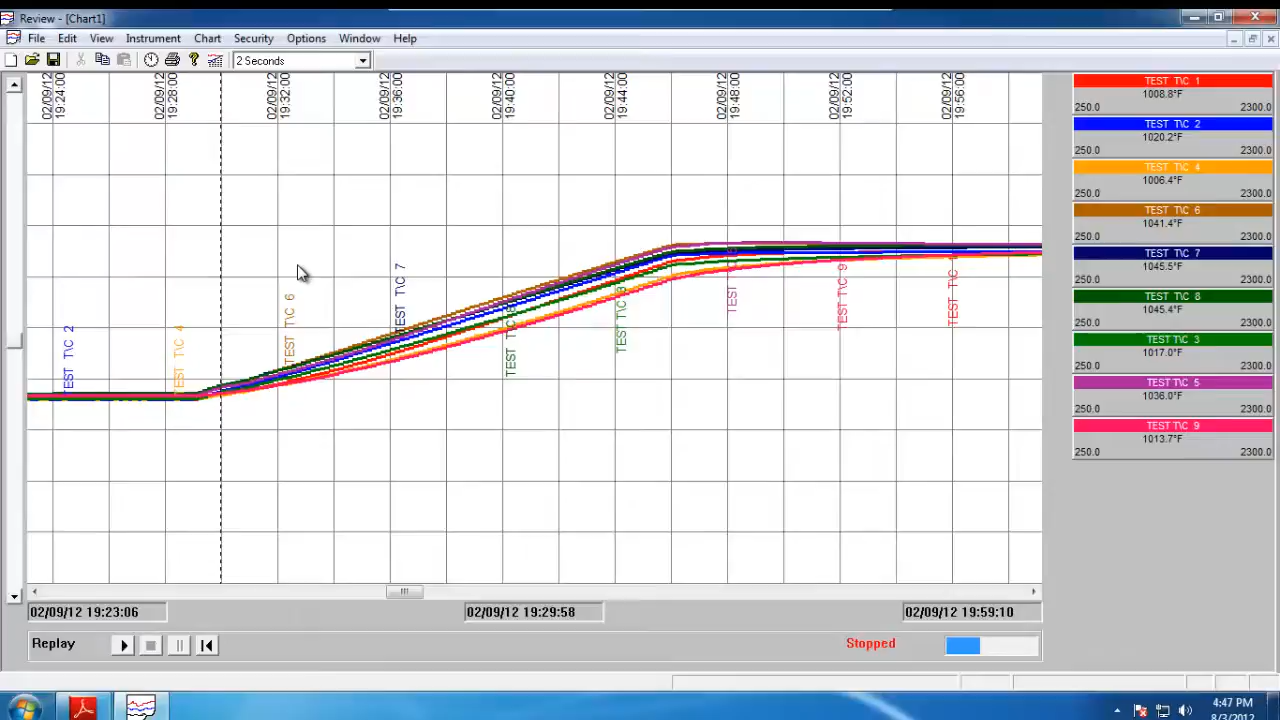 Review - [Chart1]
File Edit View Instrument Chart Security Options Window Help
2 Seconds
02/09/12 19:24:00
02/09/12 19:28:00
02/09/12 19:32:00
02/09/12 19:36:00
02/09/12 19:40:00
02/09/12 19:44:00
02/09/12 19:48:00
02/09/12 19:52:00
02/09/12 19:56:00
TEST T\C 2
TEST T\C 4
TEST T\C 6
TEST T\C 7
TEST T\C 8
TEST T\C 3
TEST T\C 5
TEST T\C 9
TEST T\C 1
TEST T\C 1
1008.8°F
250.0 2300.0
TEST T\C 2
1020.2°F
250.0 2300.0
TEST T\C 4
1006.4°F
250.0 2300.0
TEST T\C 6
1041.4°F
250.0 2300.0
TEST T\C 7
1045.5°F
250.0 2300.0
TEST T\C 8
1045.4°F
250.0 2300.0
TEST T\C 3
1017.0°F
250.0 2300.0
TEST T\C 5
1036.0°F
250.0 2300.0
TEST T\C 9
1013.7°F
250.0 2300.0
02/09/12 19:23:06 02/09/12 19:29:58 02/09/12 19:59:10
Replay Stopped
4:47 PM
8/3/2012